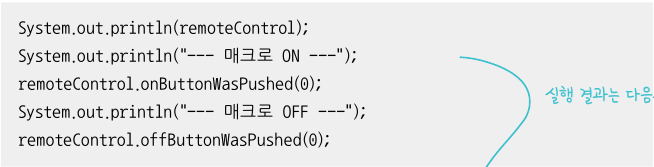 System.out.println(remoteControl);
System.out.println("--- 매크로 ON ---");
remoteControl.onButtonWasPushed(0);
System.out.println("--- 매크로 OFF ---");
remoteControl.offButtonWasPushed(0);
실행 결과는 다음